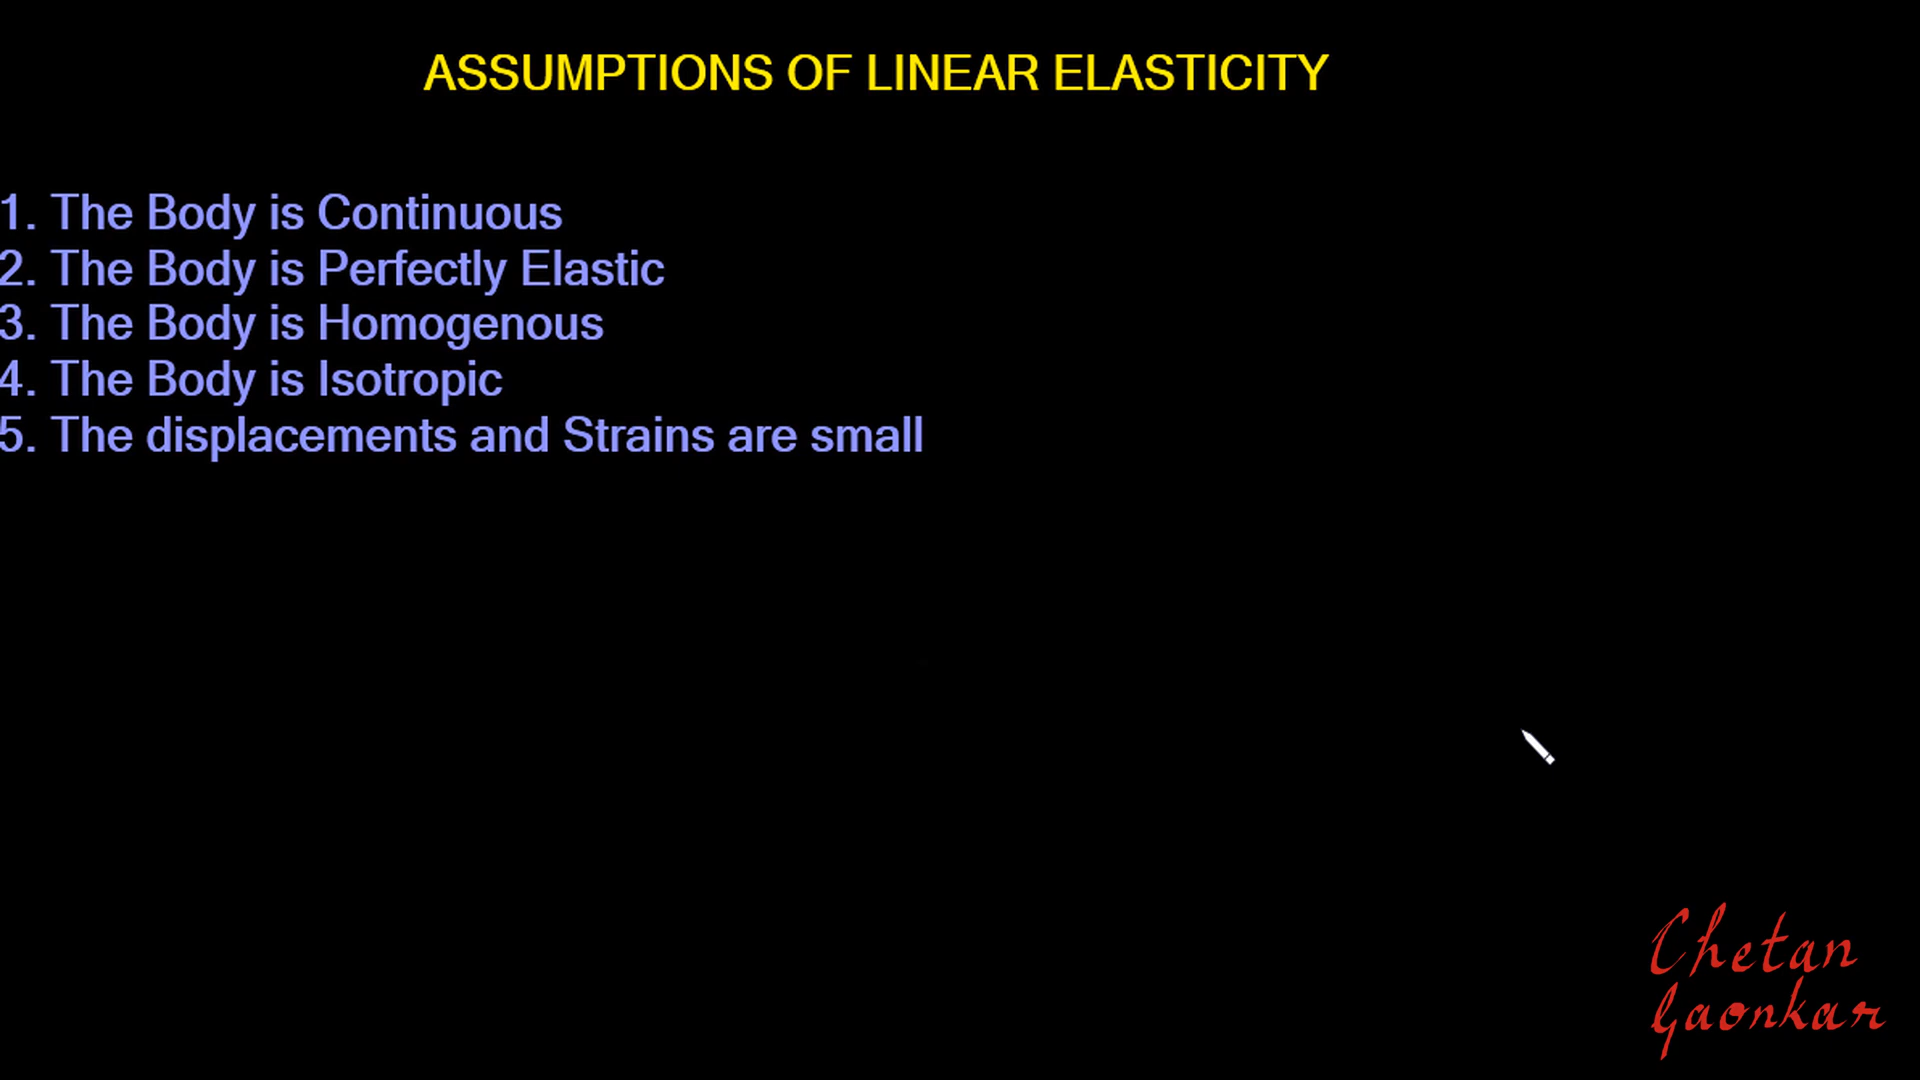 ASSUMPTIONS OF LINEAR ELASTICITY
1. The Body is Continuous
2. The Body is Perfectly Elastic
3. The Body is Homogenous
4. The Body is Isotropic
5. The displacements and Strains are small
Chetan
Gaonkar